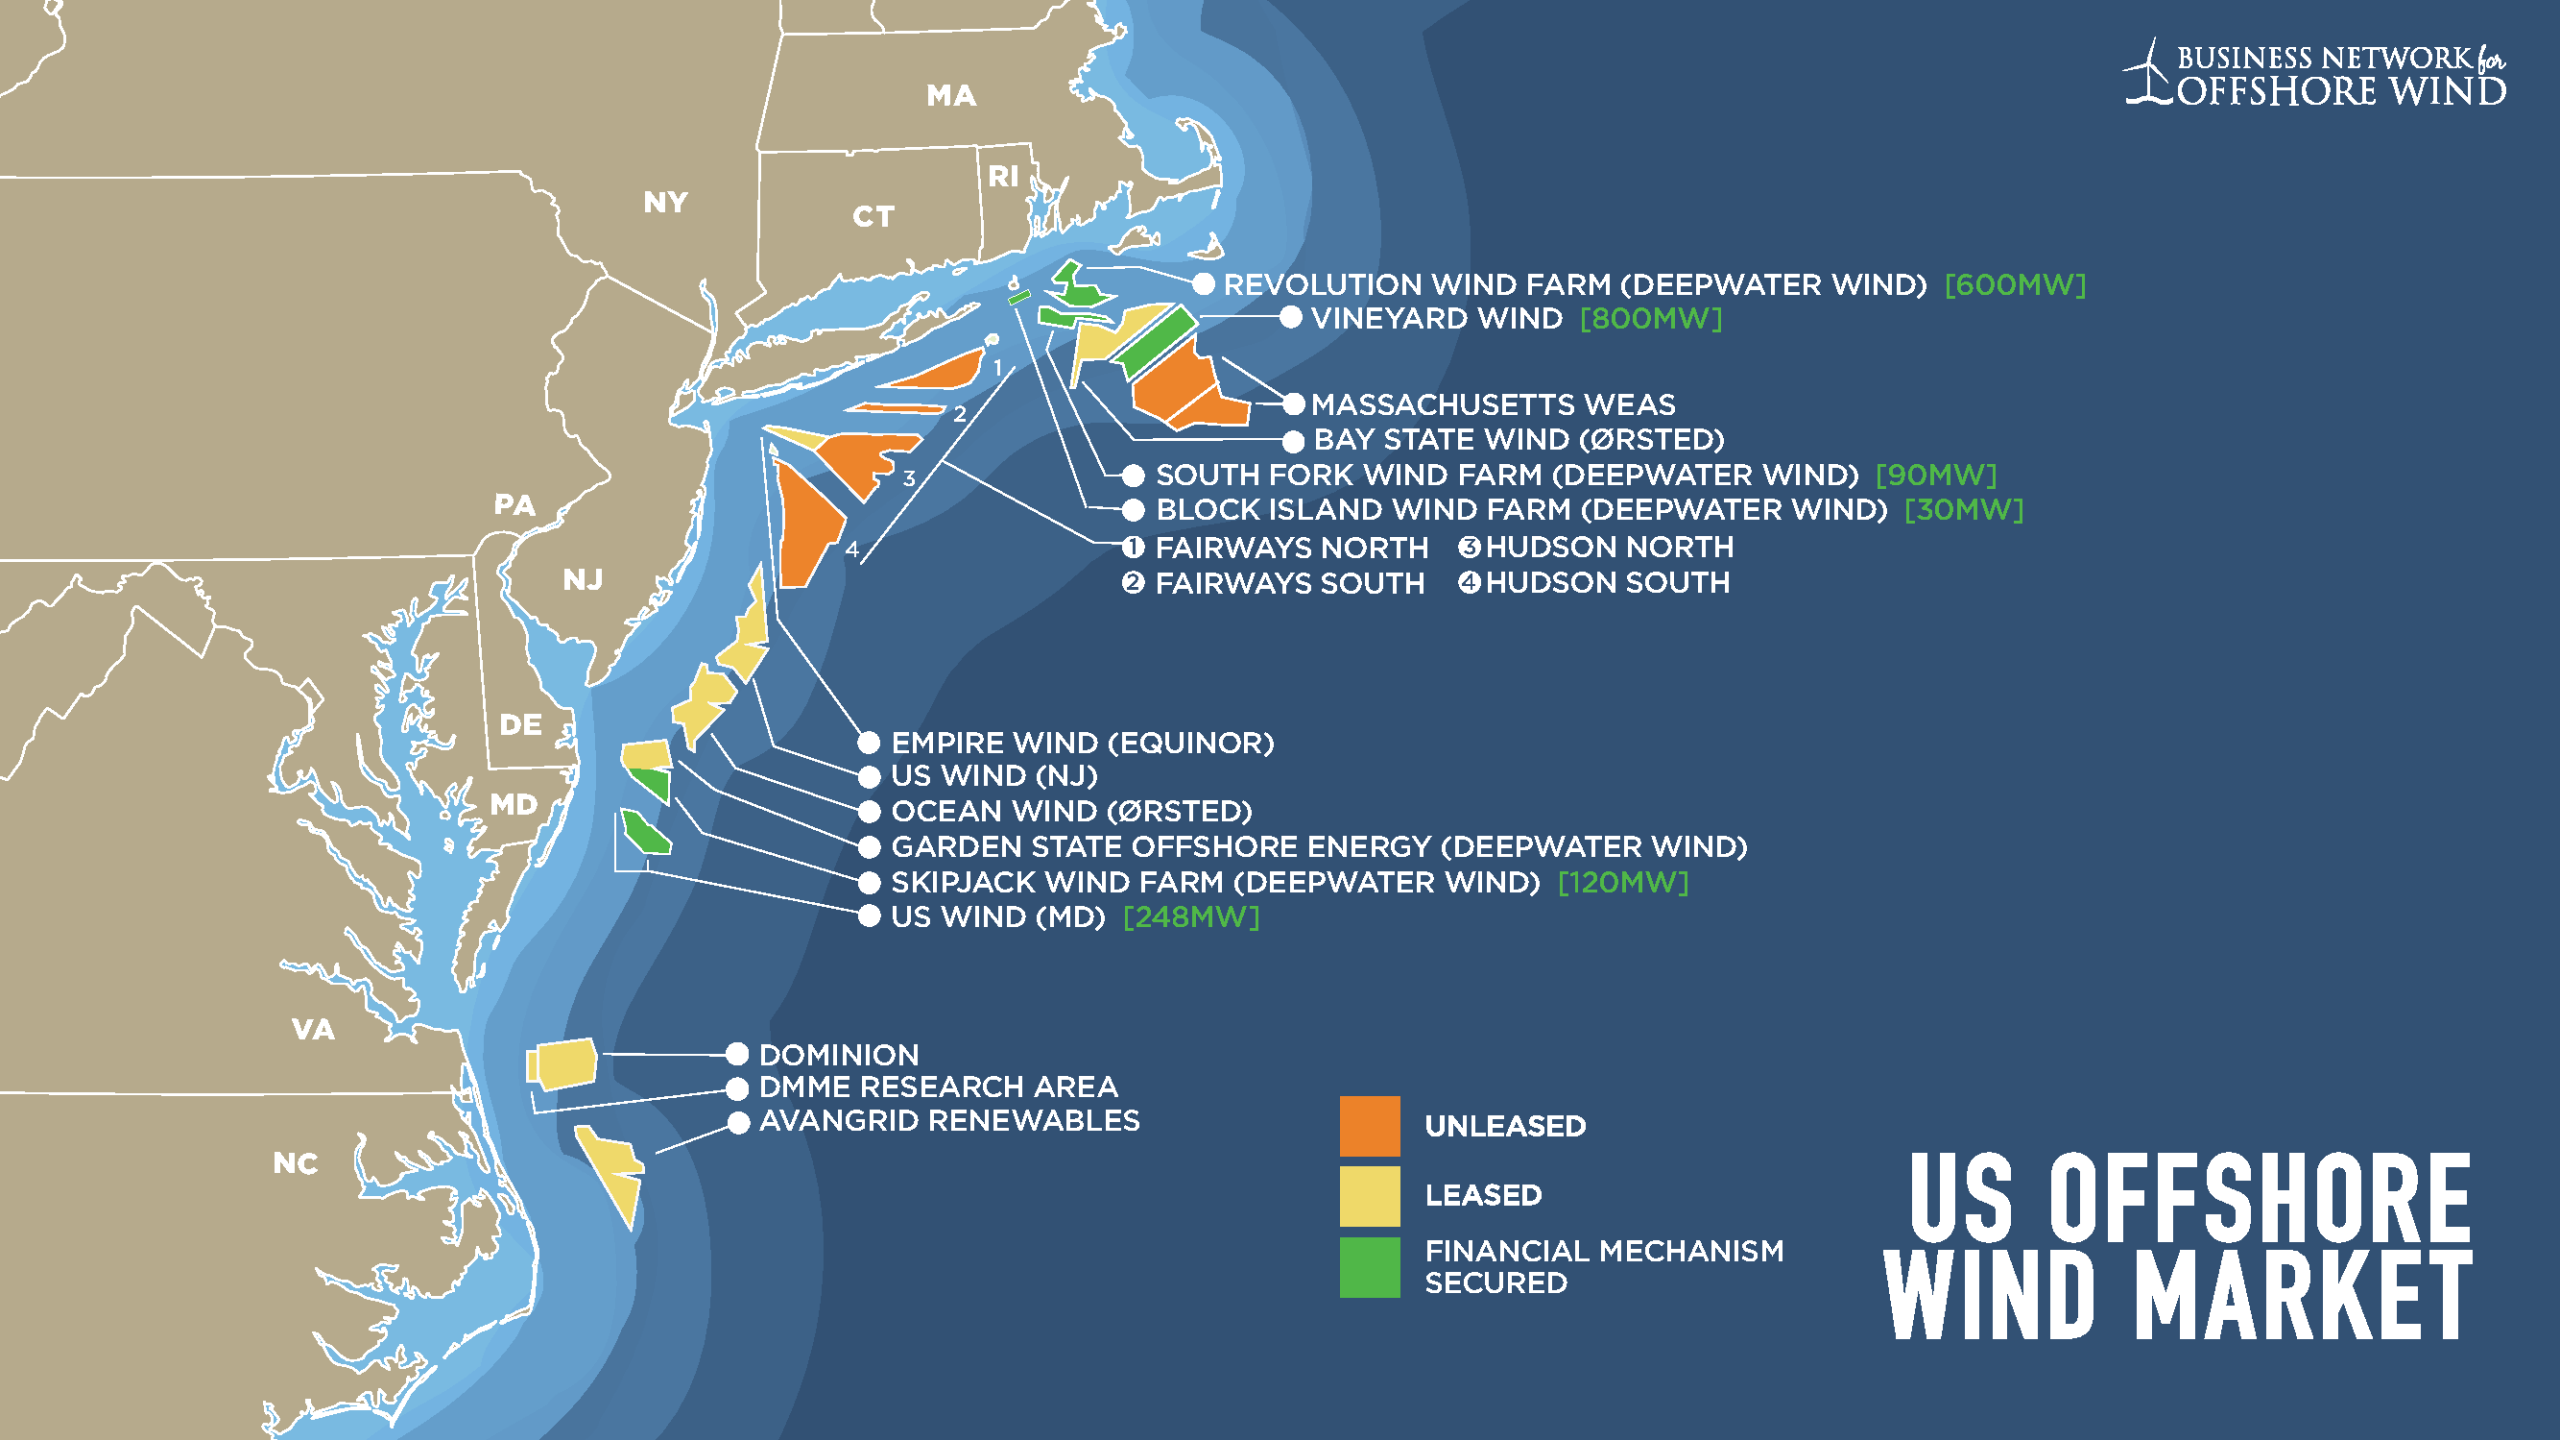 BUSINESS NETWORK for
OFFSHORE WIND
MA
RI
NY
CT
PA
NJ
DE
MD
VA
NC
1
2
3
4
REVOLUTION WIND FARM (DEEPWATER WIND) [600MW]
VINEYARD WIND [800MW]
MASSACHUSETTS WEAS
BAY STATE WIND (ØRSTED)
SOUTH FORK WIND FARM (DEEPWATER WIND) [90MW]
BLOCK ISLAND WIND FARM (DEEPWATER WIND) [30MW]
1 FAIRWAYS NORTH 3 HUDSON NORTH
2 FAIRWAYS SOUTH 4 HUDSON SOUTH
EMPIRE WIND (EQUINOR)
US WIND (NJ)
OCEAN WIND (ØRSTED)
GARDEN STATE OFFSHORE ENERGY (DEEPWATER WIND)
SKIPJACK WIND FARM (DEEPWATER WIND) [120MW]
US WIND (MD) [248MW]
DOMINION
DMME RESEARCH AREA
AVANGRID RENEWABLES
UNLEASED
LEASED
FINANCIAL MECHANISM
SECURED
US OFFSHORE
WIND MARKET